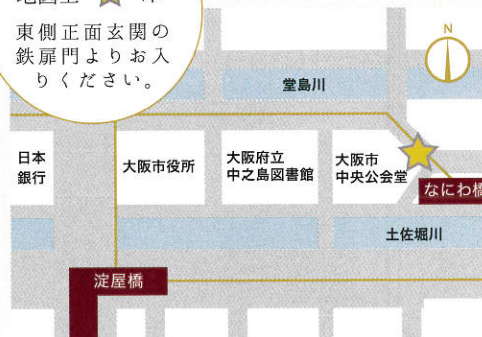 東側正面玄関の
鉄扉門よりお入
りください。
N
堂島川
日本
銀行
大阪市役所
大阪府立
中之島図書館
大阪市
中央公会堂
なにわ橋
土佐堀川
淀屋橋